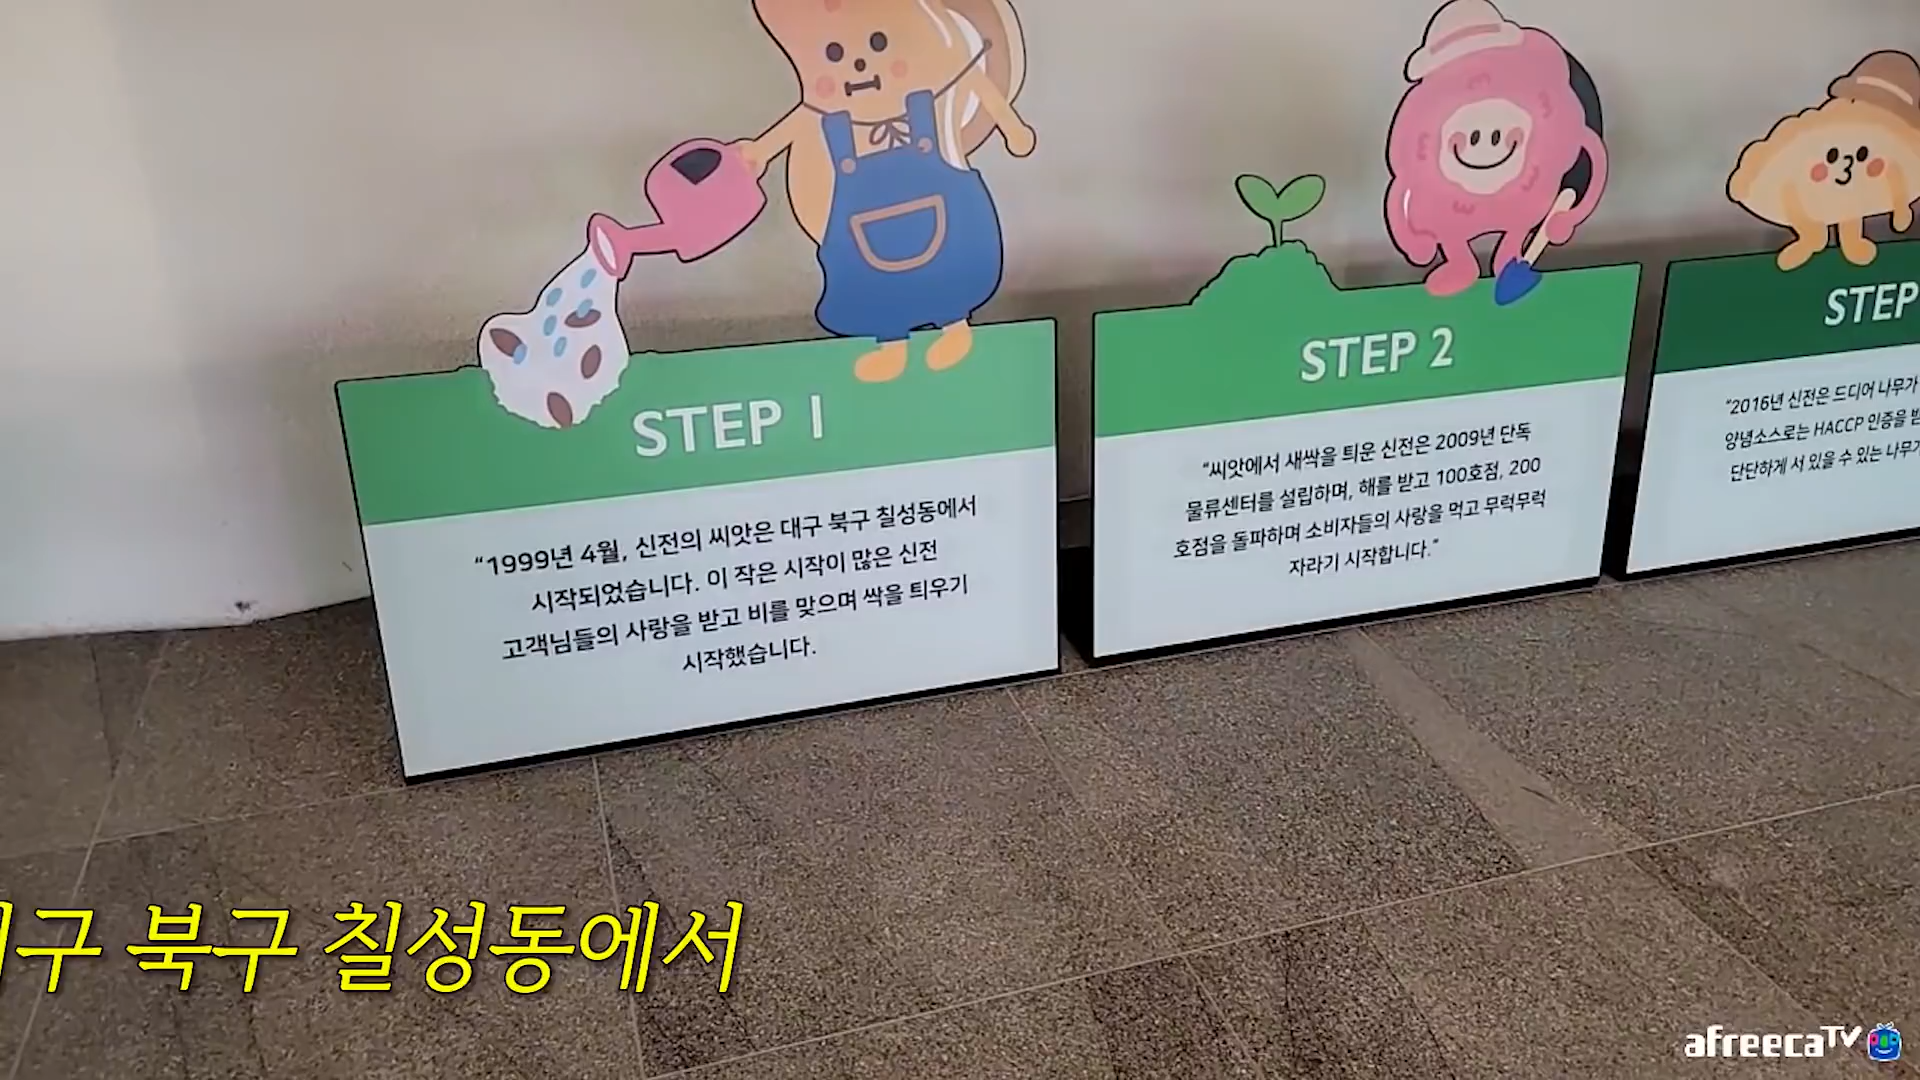 STEP 1
“1999년 4월, 신전의 씨앗은 대구 북구 칠성동에서
시작되었습니다. 이 작은 시작이 많은 신전
고객님들의 사랑을 받고 비를 맞으며 싹을 틔우기
시작했습니다.
STEP 2
“씨앗에서 새싹을 틔운 신전은 2009년 단독
물류센터를 설립하며, 해를 받고 100호점, 200
호점을 돌파하며 소비자들의 사랑을 먹고 무럭무럭
자라기 시작합니다.”
STEP
“2016년 신전은 드디어 나무가
양념소스로는 HACCP 인증을
단단하게 서 있을 수 있는 나무
구 북구 칠성동에서
afreecaTV